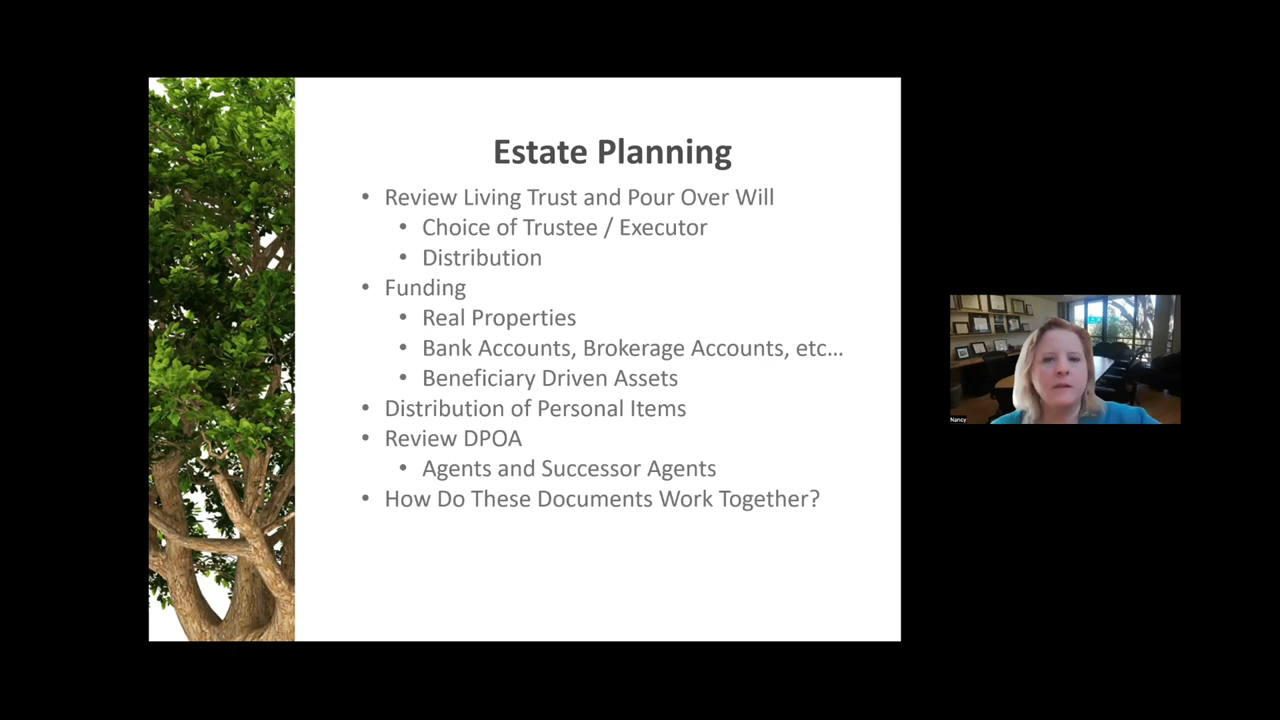 Estate Planning
• Review Living Trust and Pour Over Will
• Choice of Trustee / Executor
• Distribution
• Funding
• Real Properties
• Bank Accounts, Brokerage Accounts, etc…
• Beneficiary Driven Assets
• Distribution of Personal Items
• Review DPOA
• Agents and Successor Agents
• How Do These Documents Work Together?
Nancy